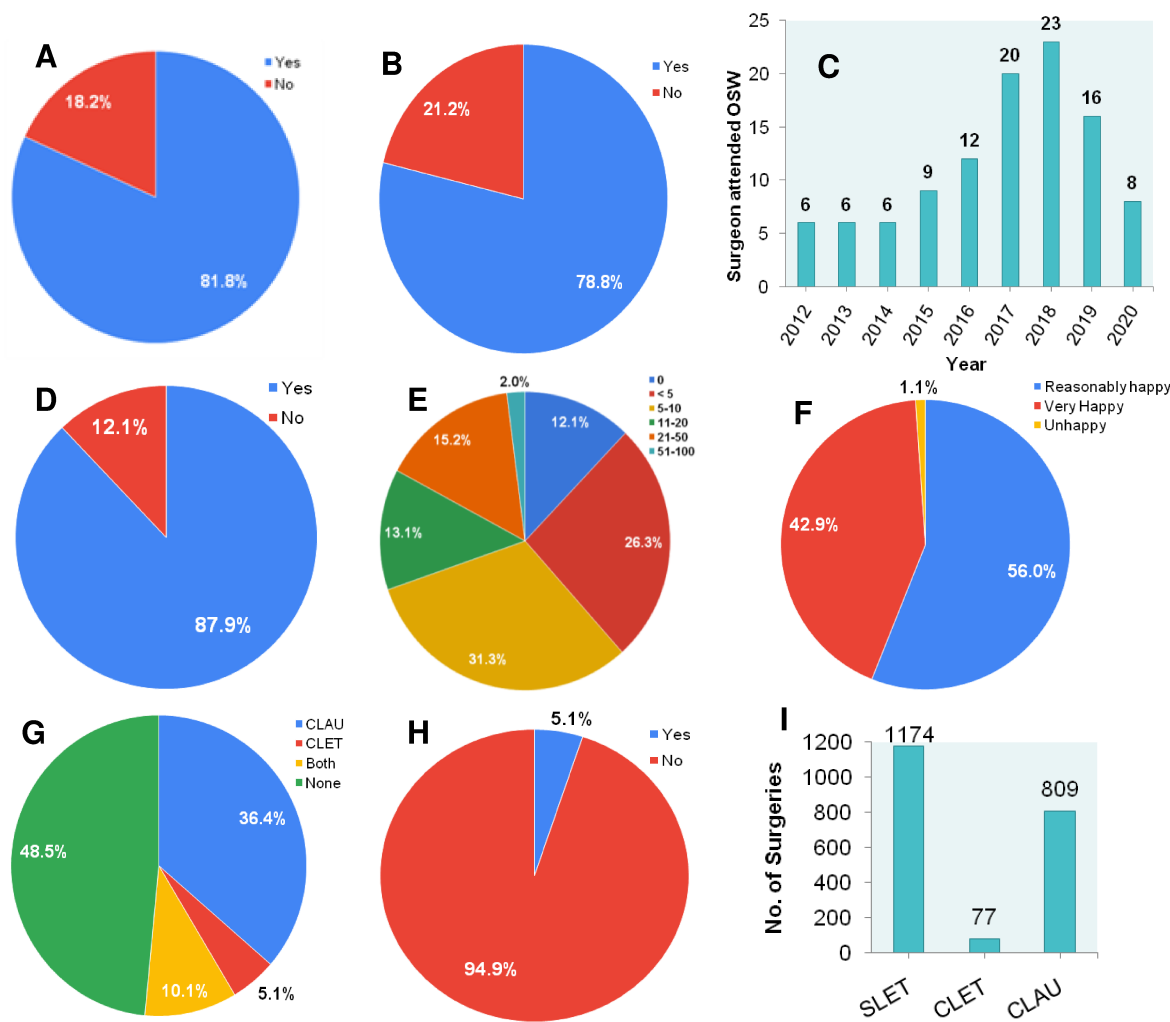 A
Yes
No
18.2%
81.8%
B
Yes
No
21.2%
78.8%
C
Surgeon attended OSW
25
20
15
10
5
0
6
6
6
9
12
20
23
16
8
2012
2013
2014
2015
2016
2017
2018
2019
2020
Year
D
Yes
No
12.1%
87.9%
E
0
< 5
5-10
11-20
21-50
51-100
2.0%
12.1%
15.2%
26.3%
13.1%
31.3%
F
Reasonably happy
Very Happy
Unhappy
1.1%
42.9%
56.0%
G
CLAU
CLET
Both
None
36.4%
48.5%
10.1%
5.1%
H
Yes
No
5.1%
94.9%
I
No. of Surgeries
1200
1000
800
600
400
200
0
1174
77
809
SLET
CLET
CLAU